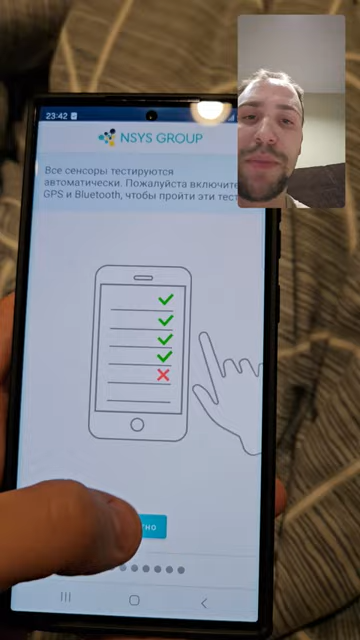 23:42
NSYS GROUP
Все сенсоры тестируются
автоматически. Пожалуйста включите
GPS и Bluetooth, чтобы пройти эти